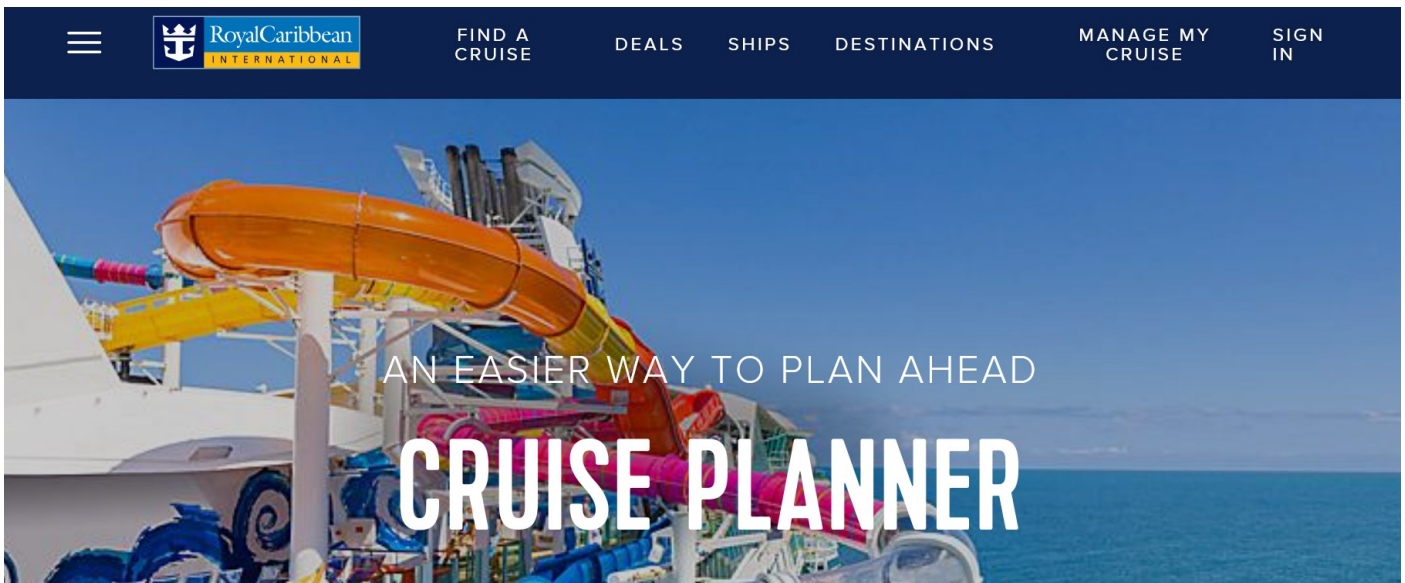 RoyalCaribbean
INTERNATIONAL
FIND A
CRUISE
DEALS
SHIPS
DESTINATIONS
MANAGE MY
CRUISE
SIGN
IN
AN EASIER WAY TO PLAN AHEAD
CRUISE PLANNER